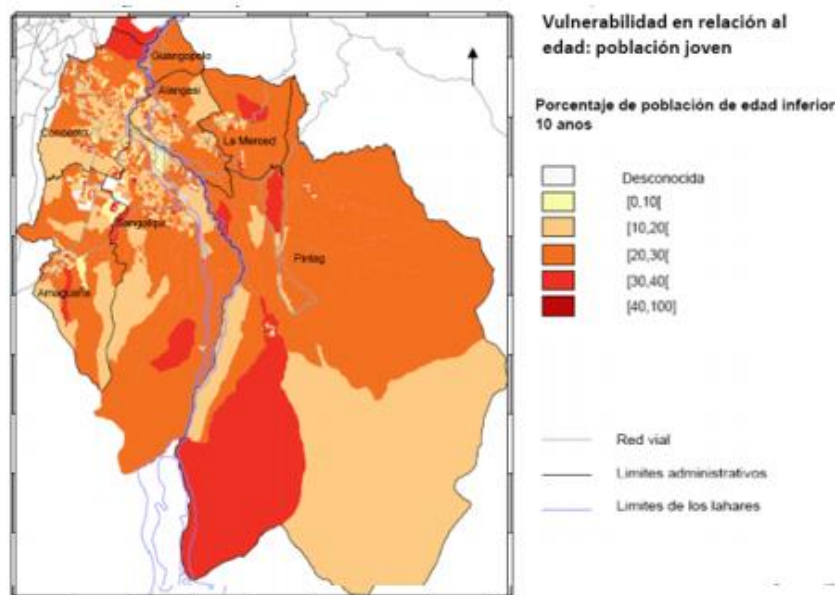 Vulnerabilidad en relación al
edad: población joven
Porcentaje de población de edad inferior
10 anos
Desconocida
[0,10[
[10,20[
[20,30[
[30,40[
[40,100]
Red vial
Limites administrativos
Limites de los lahares
Guangopolo
Alangasi
Conocoto
La Merced
Sangolqui
Pintag
Amaguaña